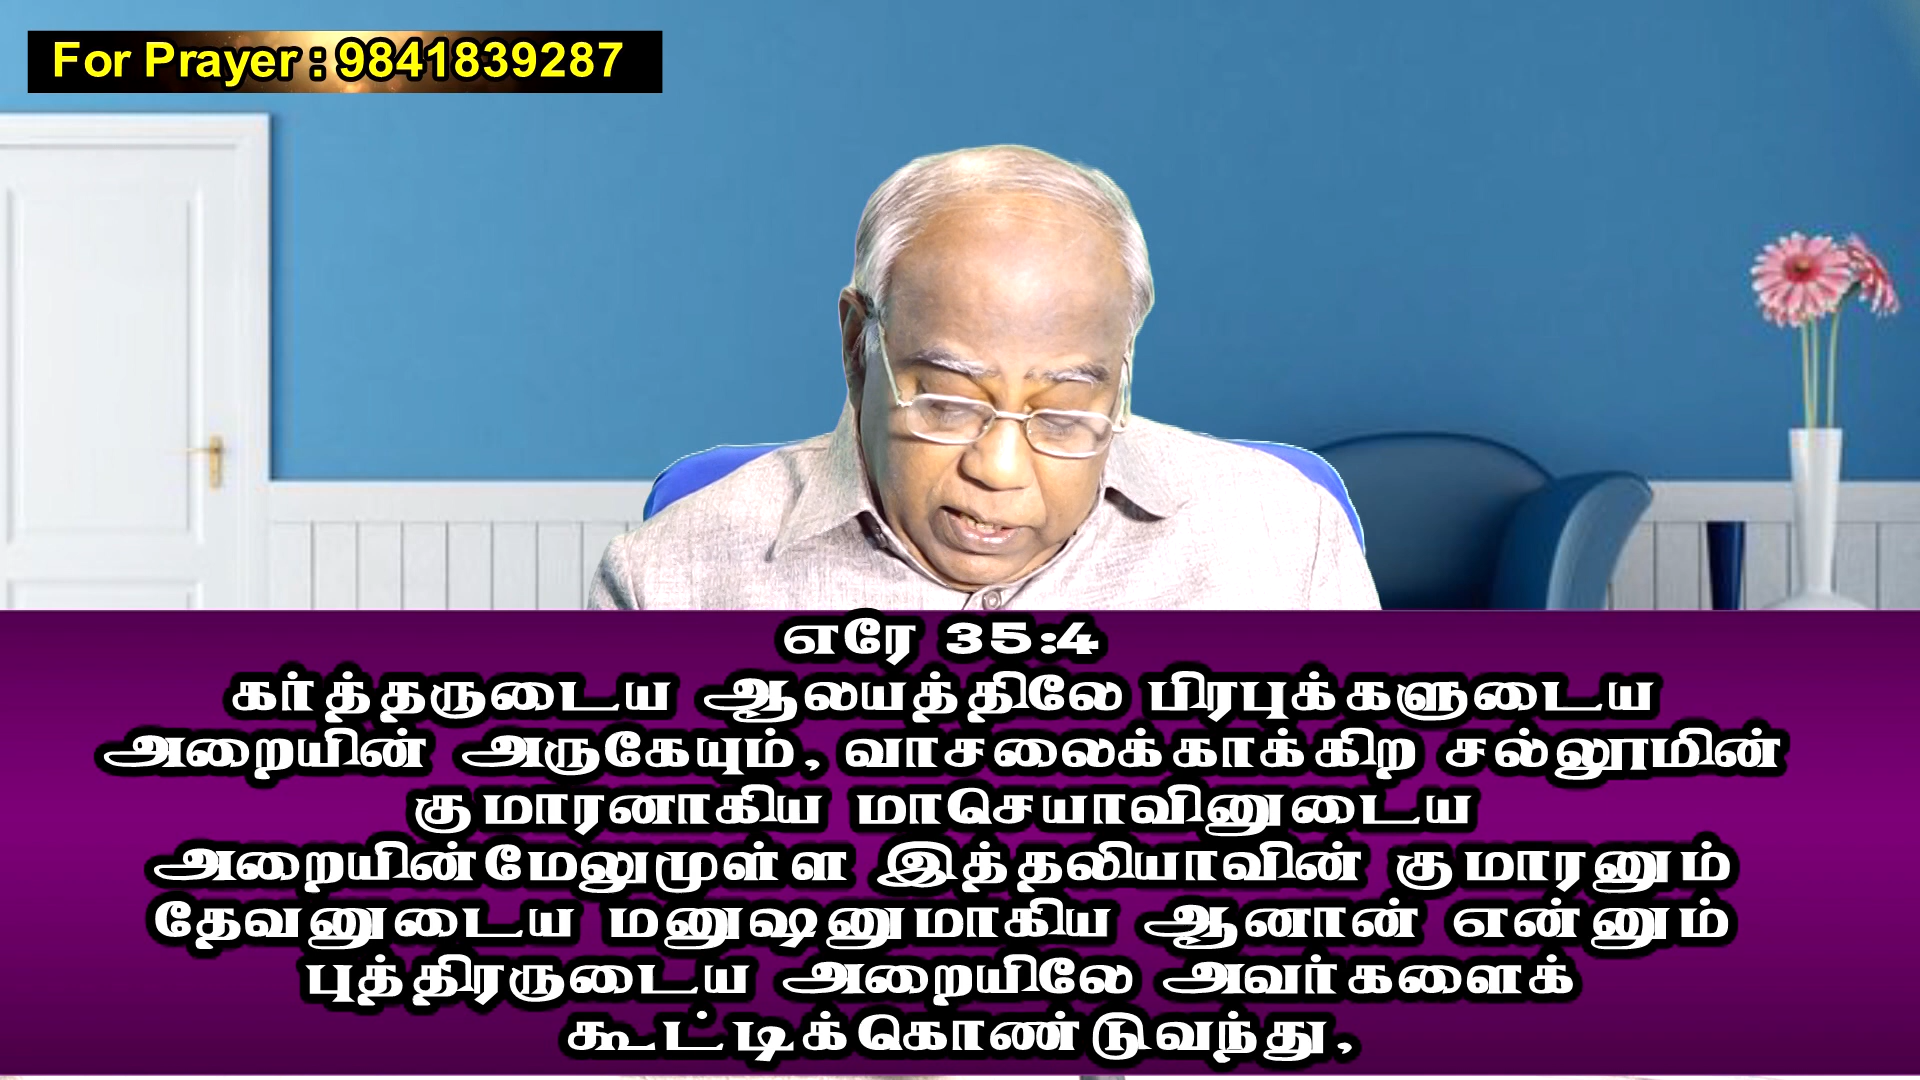 For Prayer : 9841839287
எரே 35:4
கர்த்தருடைய ஆலயத்திலே பிரபுக்களுடைய
அறையின் அருகேயும், வாசலைக்காக்கிற சல்லூமின்
குமாரனாகிய மாசெயாவினுடைய
அறையின்மேலுமுள்ள இத்தலியாவின் குமாரனும்
தேவனுடைய மனுஷனுமாகிய ஆனான் என்னும்
புத்திரருடைய அறையிலே அவர்களைக்
கூட்டிக்கொண்டுவந்து,